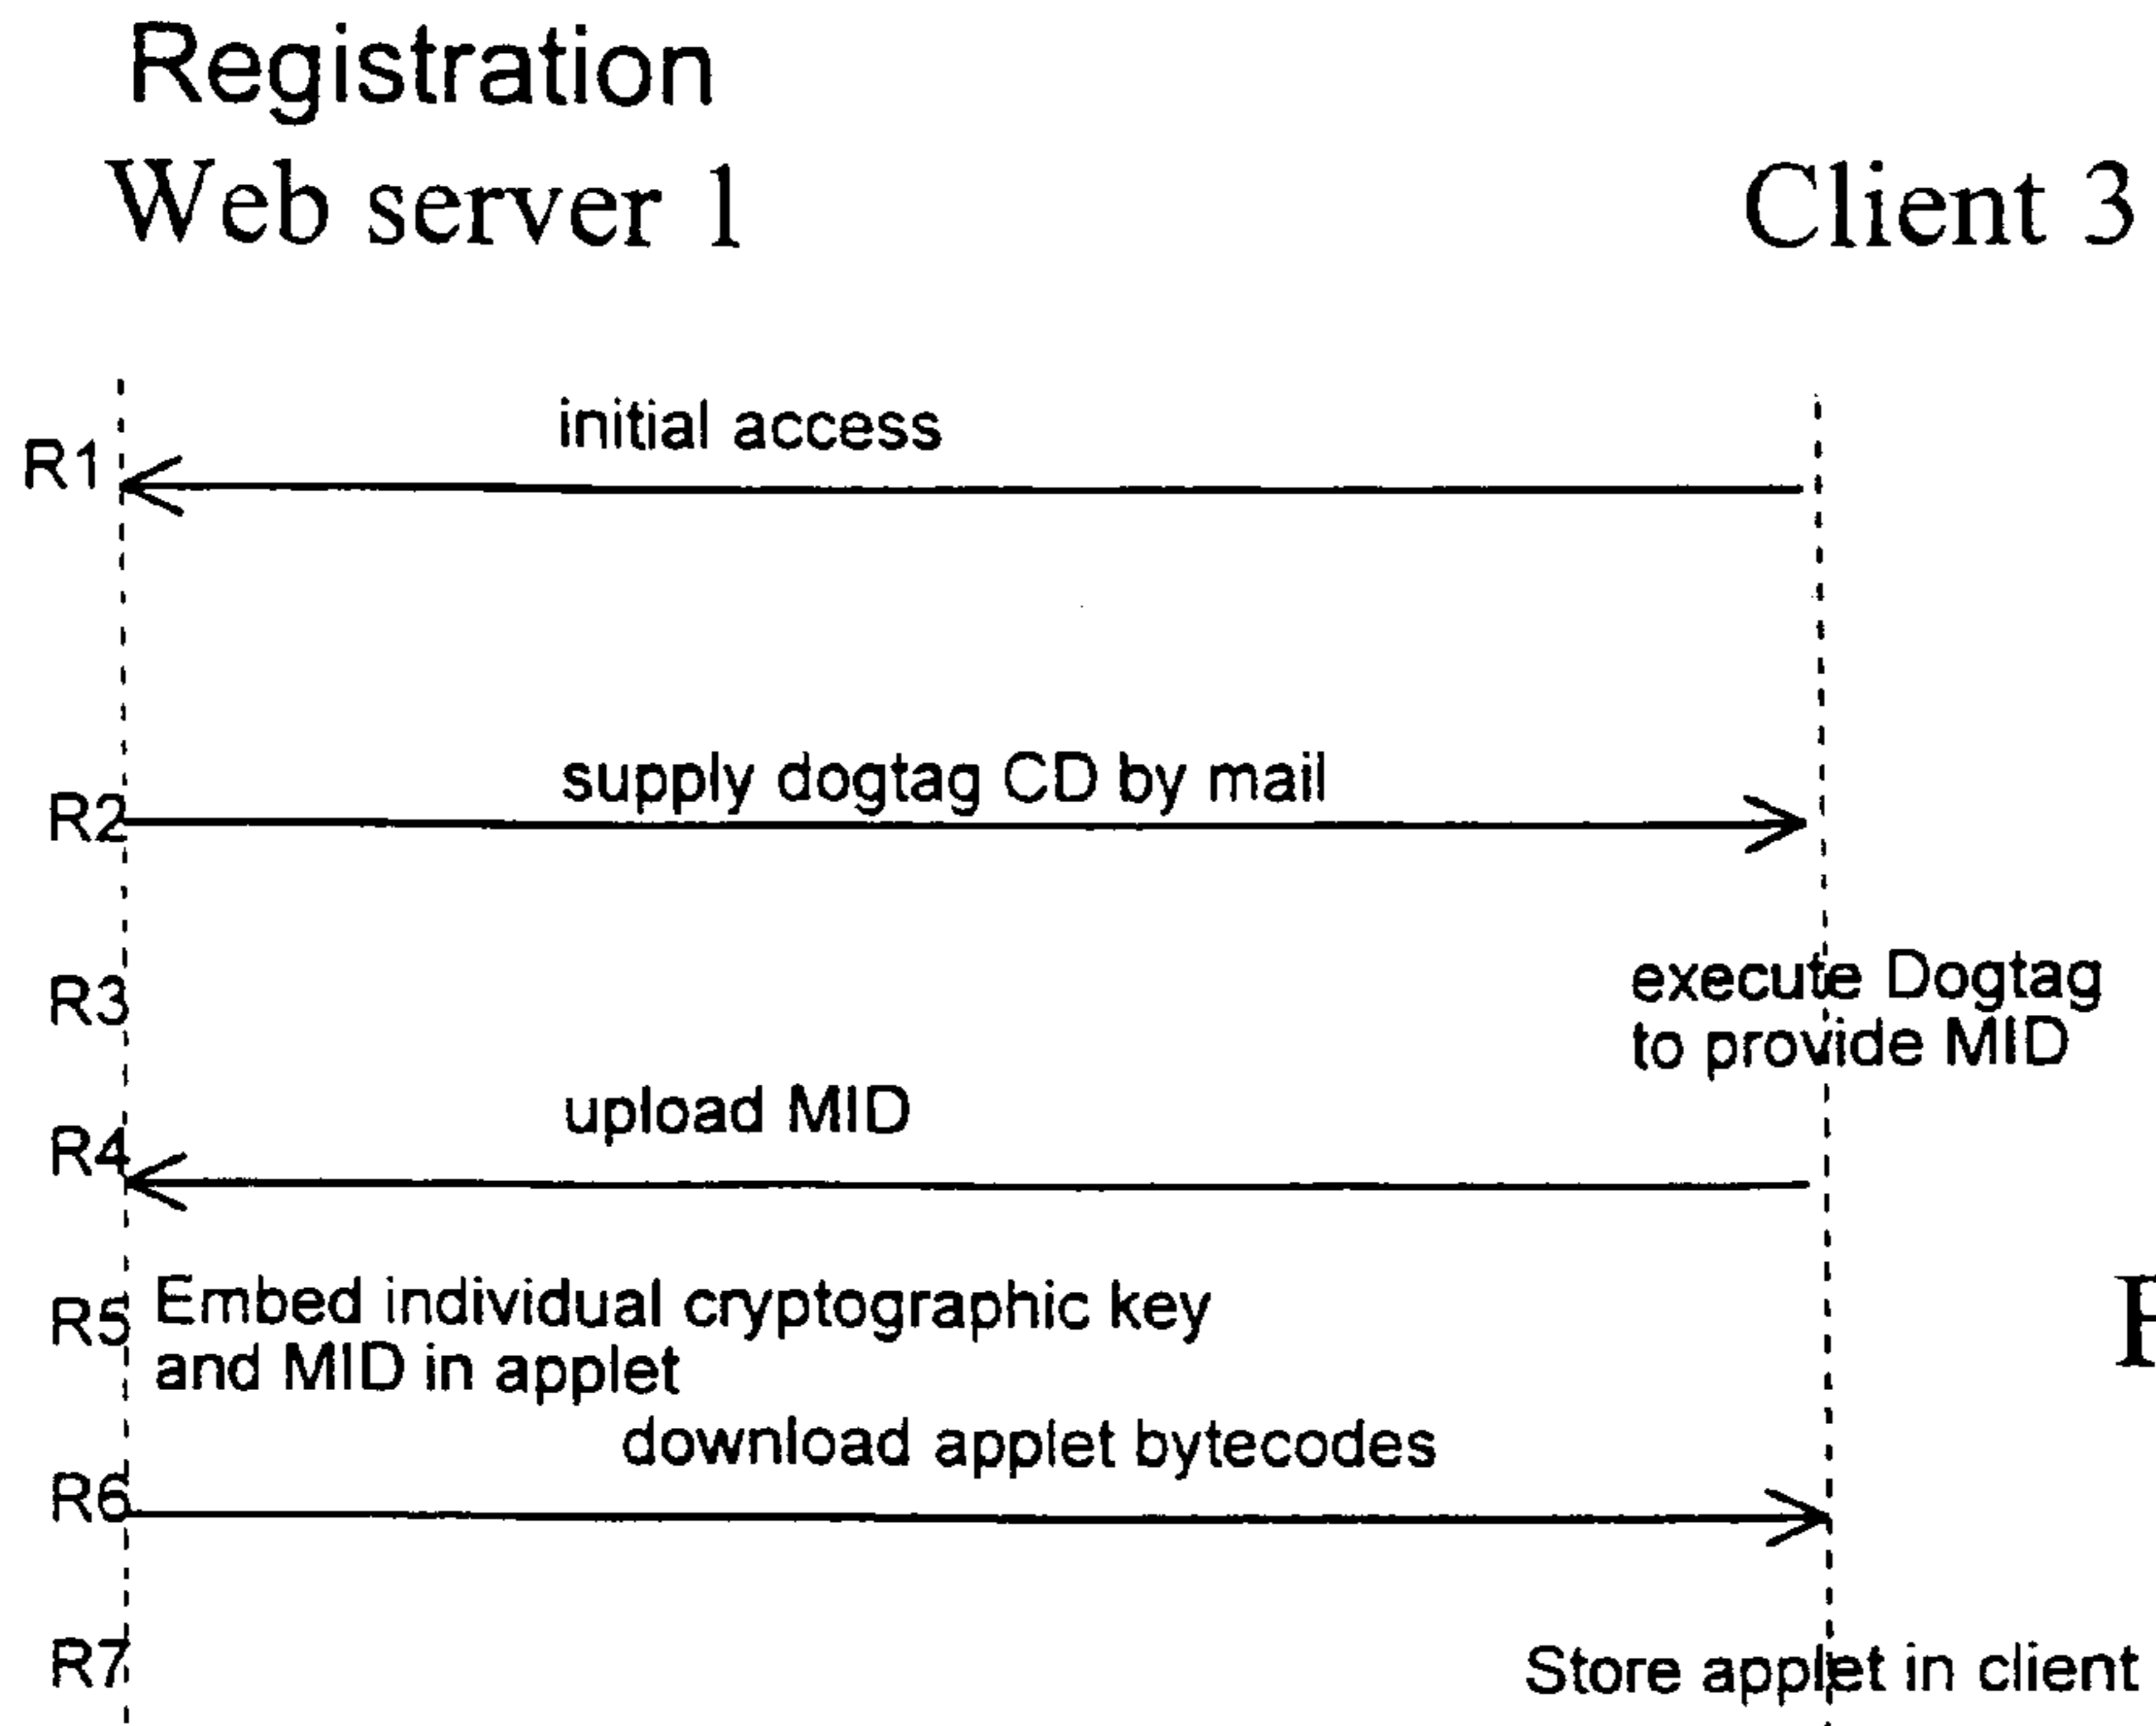 Registration
Web server 1
Client 3
R1
initial access
R2
supply dogtag CD by mail
R3
execute Dogtag
to provide MID
R4
upload MID
R5
Embed individual cryptographic key
and MID in applet
R6
download applet bytecodes
R7
Store applet in client